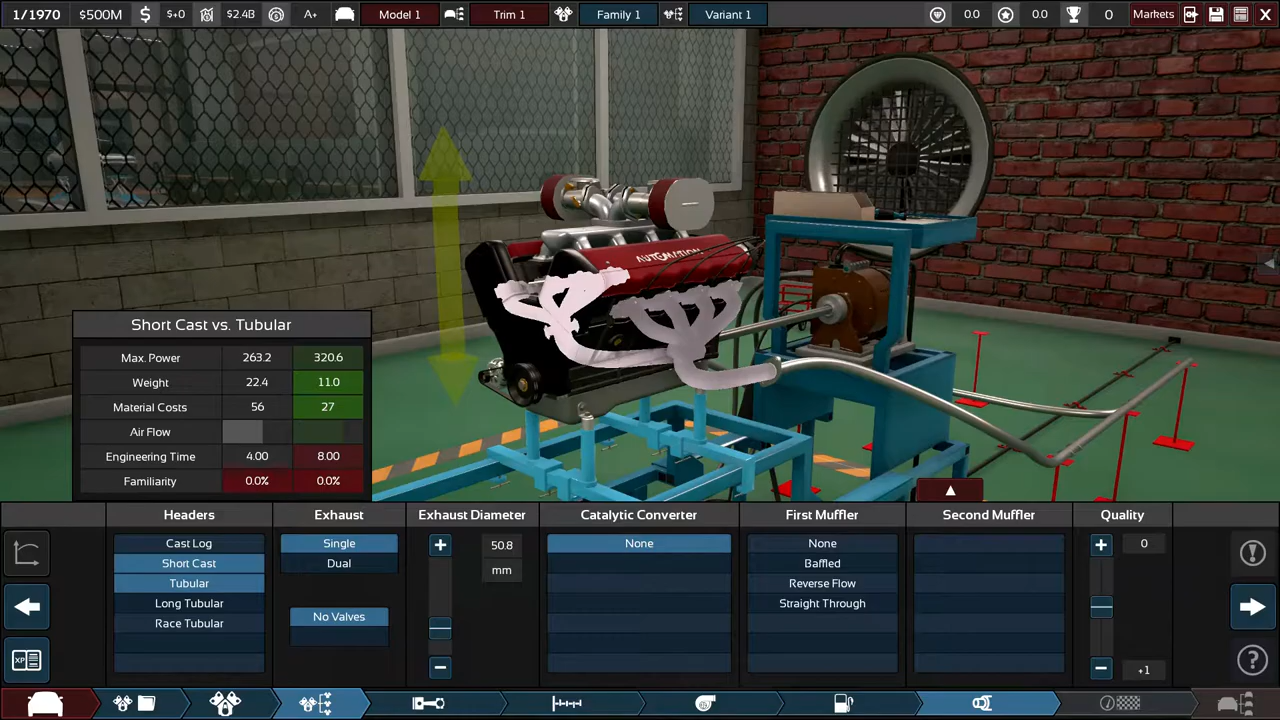 1/1970 $500M $+0 $2.4B A+ Model 1 Trim 1 Family 1 Variant 1 0.0 0.0 0 Markets
AUTOMATION
Short Cast vs. Tubular
Max. Power 263.2 320.6
Weight 22.4 11.0
Material Costs 56 27
Air Flow
Engineering Time 4.00 8.00
Familiarity 0.0% 0.0%
Headers
Cast Log
Short Cast
Tubular
Long Tubular
Race Tubular
Exhaust
Single
Dual
No Valves
Exhaust Diameter
50.8
mm
Catalytic Converter
None
First Muffler
None
Baffled
Reverse Flow
Straight Through
Second Muffler
Quality
0
+1
XP